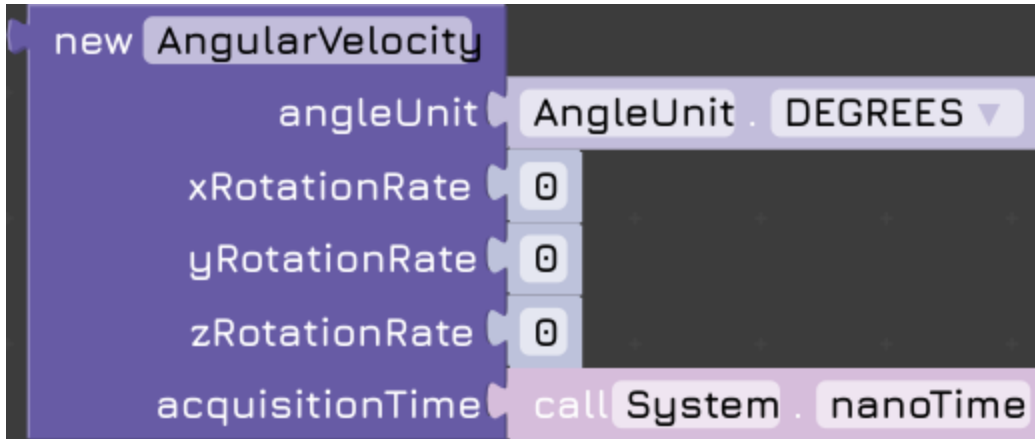 new AngularVelocity
angleUnit AngleUnit . DEGREES ▼
xRotationRate 0
yRotationRate 0
zRotationRate 0
acquisitionTime call System . nanoTime